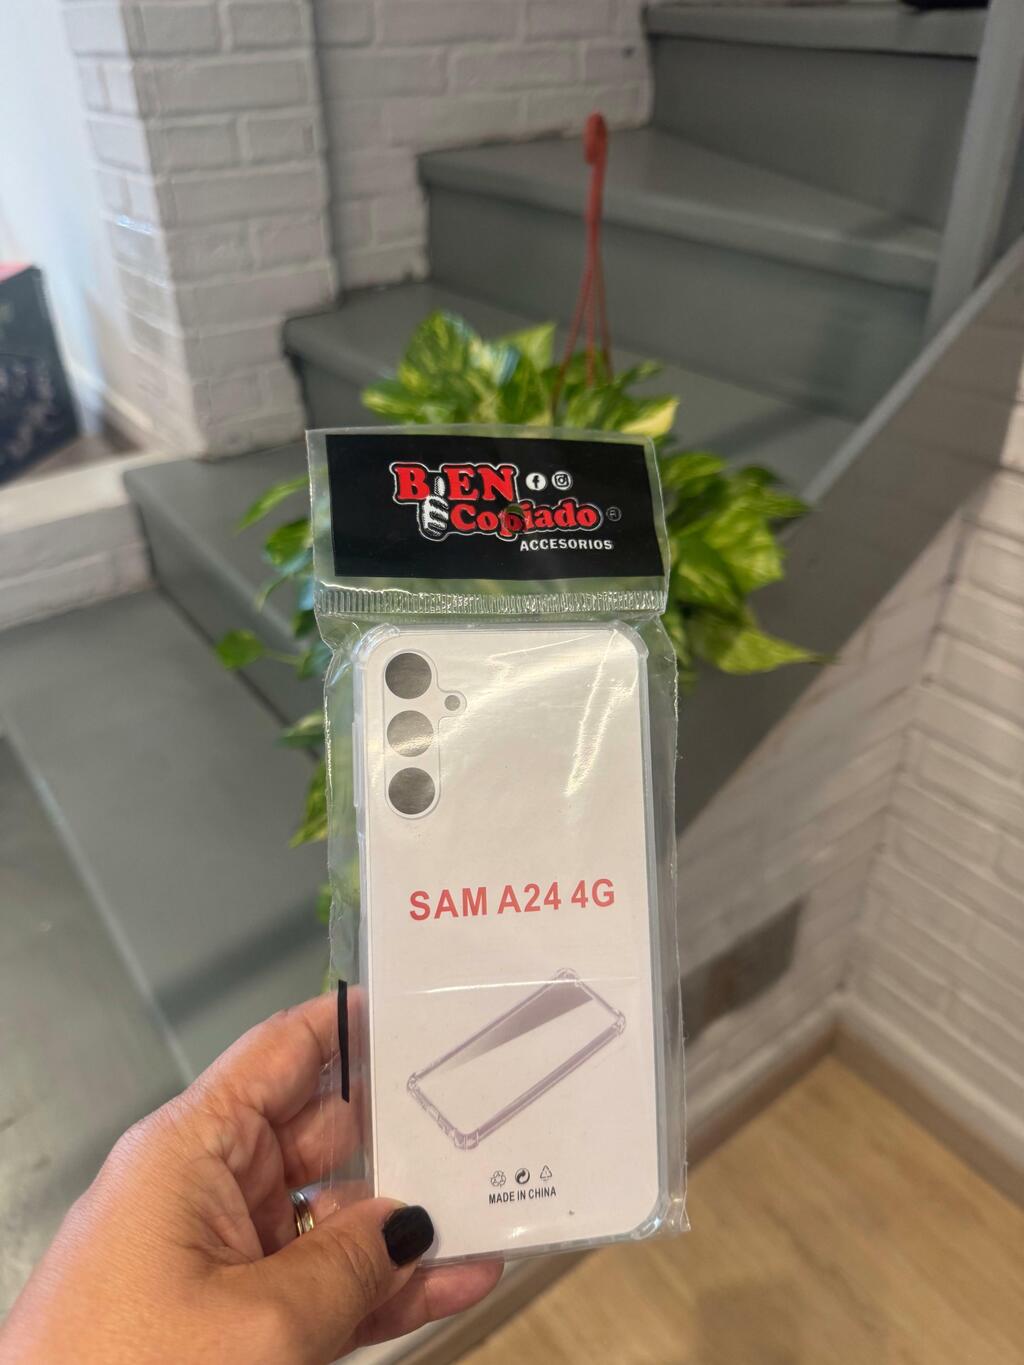 BIEN
Copiado ®
ACCESORIOS
SAM A24 4G
MADE IN CHINA